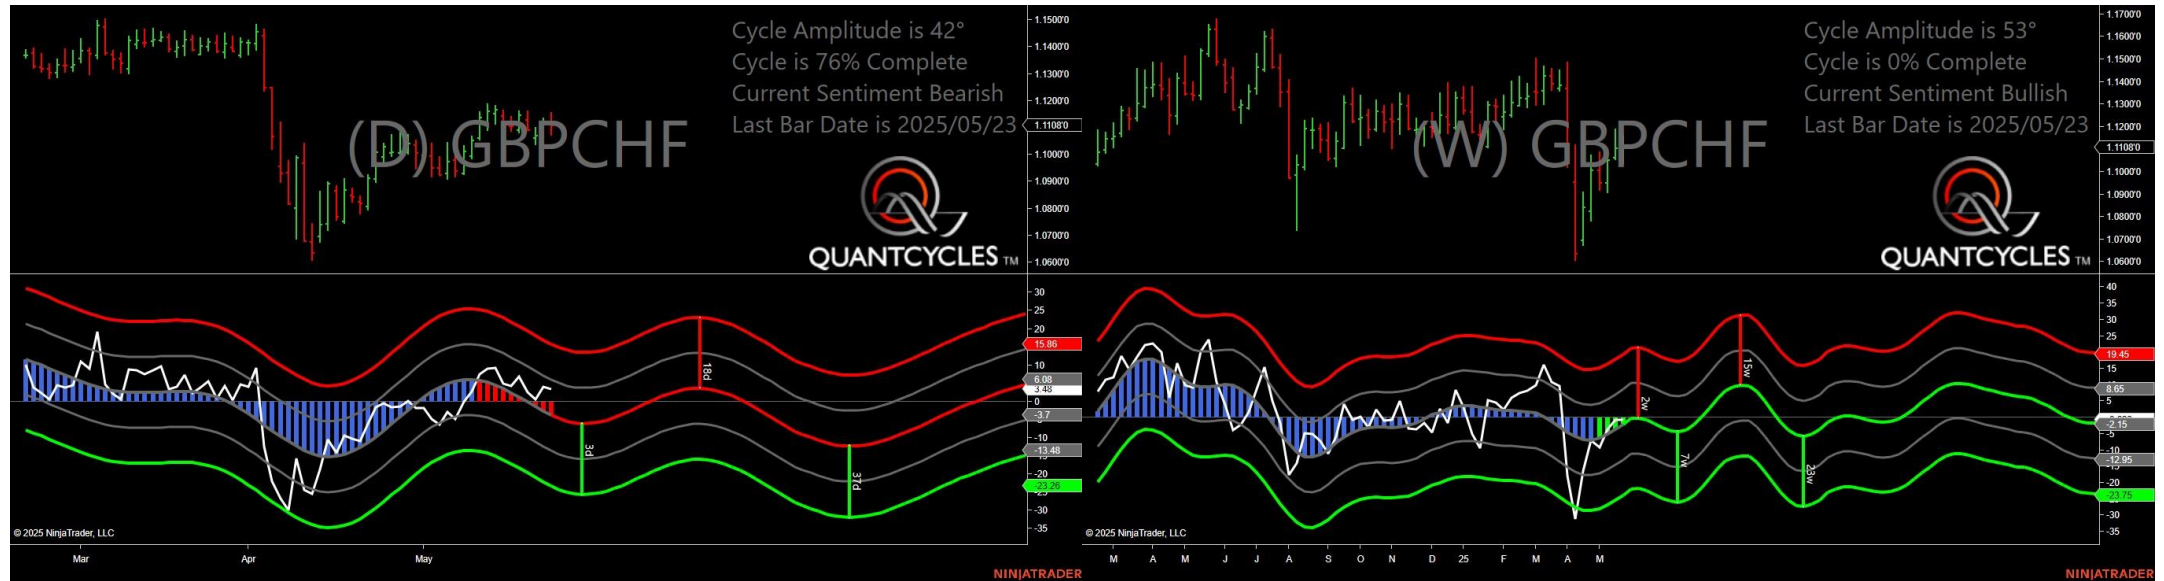 Cycle Amplitude is 42°
Cycle is 76% Complete
Current Sentiment Bearish
Last Bar Date is 2025/05/23
(D) GBPCHF
QUANTCYCLES TM
1.1500'0
1.1400'0
1.1300'0
1.1200'0
1.1108'0
1.1000'0
1.0900'0
1.0800'0
1.0700'0
1.0600'0
30
25
20
15.86
10
6.08
3.48
0
-3.7
-10
-13.48
-20
-23.26
-30
-35
3d
18d
37d
© 2025 NinjaTrader, LLC
Mar
Apr
May
NINJATRADER
Cycle Amplitude is 53°
Cycle is 0% Complete
Current Sentiment Bullish
Last Bar Date is 2025/05/23
(W) GBPCHF
QUANTCYCLES TM
1.1700'0
1.1600'0
1.1500'0
1.1400'0
1.1300'0
1.1200'0
1.1108'0
1.1000'0
1.0900'0
1.0800'0
1.0700'0
1.0600'0
40
35
30
25
19.45
15
8.65
5
-2.15
-5
-10
-12.95
-20
-23.75
-30
-35
2w
7w
15w
23w
© 2025 NinjaTrader, LLC
M A M J J A S O N D 25 F M A M
NINJATRADER